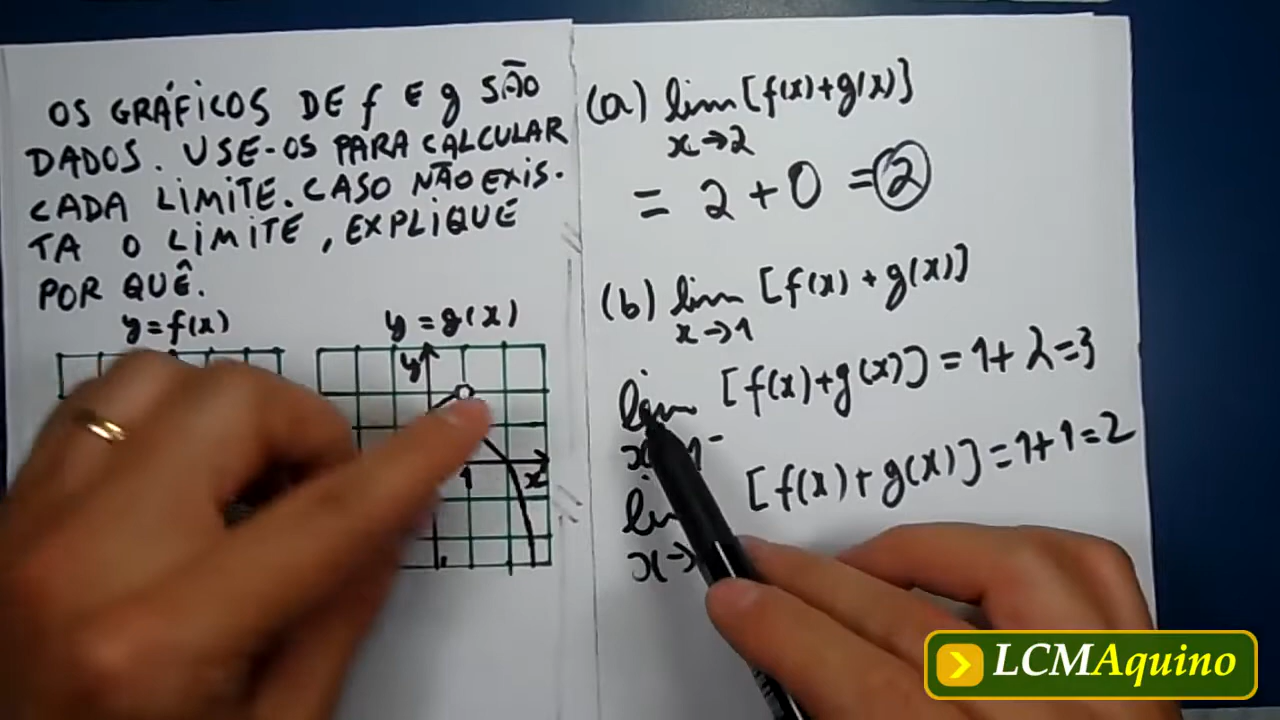 OS GRÁFICOS DE f E g SÃO
DADOS. USE-OS PARA CALCULAR
CADA LIMITE. CASO NÃO EXIS-
TA O LIMITE, EXPLIQUE
POR QUÊ.
y=f(x)
y=g(x)
y
1
x
(a) lim [f(x)+g(x)]
x→2
= 2+0 = 2
(b) lim [f(x)+g(x)]
x→1
lim [f(x)+g(x)] = 1+2=3
[f(x)+g(x)] = 1+1=2
x→
LCMAquino